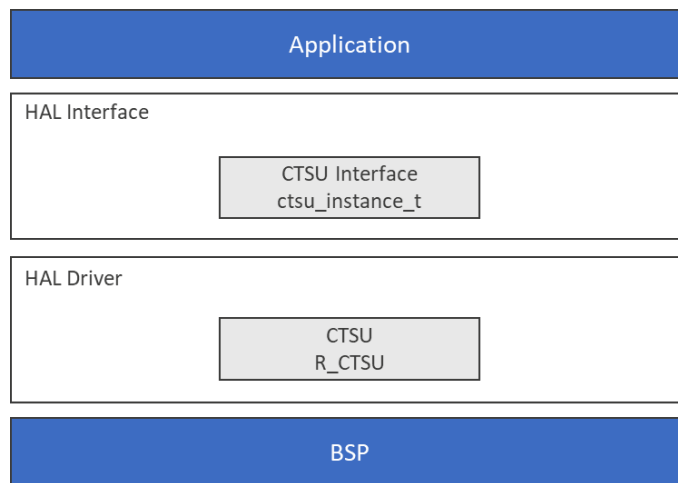 Application
HAL Interface
CTSU Interface
ctsu_instance_t
HAL Driver
CTSU
R_CTSU
BSP